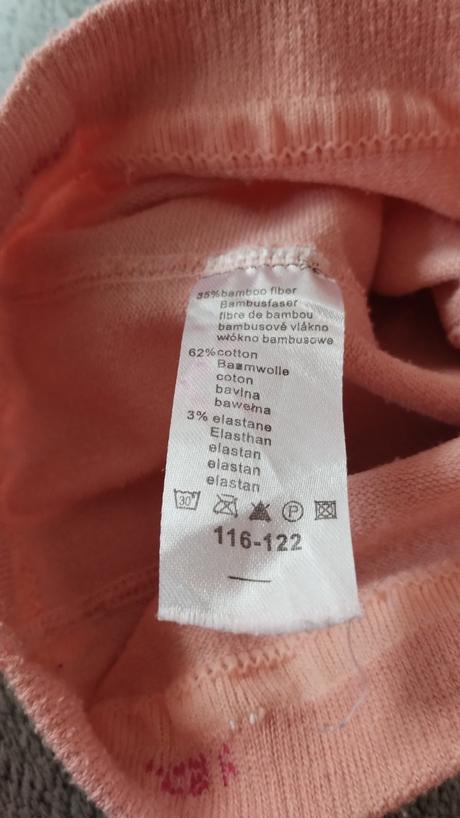 35%bamboo fiber
Bambusfaser
fibre de bambou
bambusové vlákno
włókno bambusowe
62%cotton
Baumwolle
coton
bavlna
bawełna
3% elastane
Elasthan
elastan
elastan
elastan
30°
P
116-122